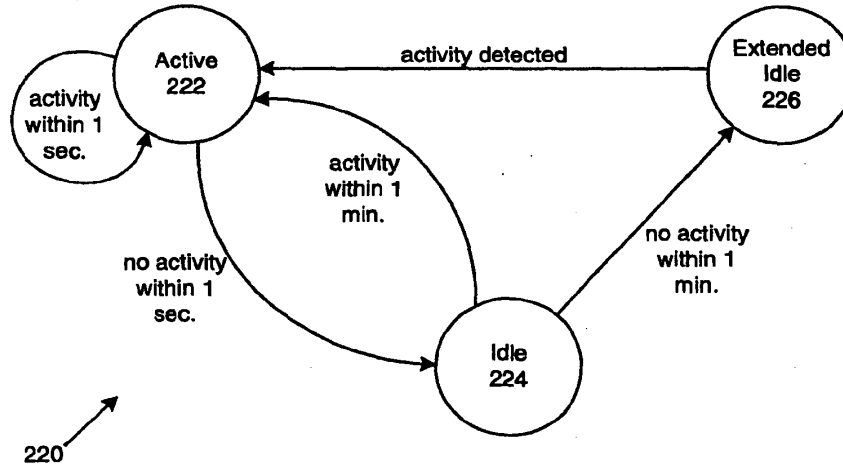 Active
222
activity detected
Extended
Idle
226
activity
within 1
sec.
activity
within 1
min.
no activity
within 1
sec.
no activity
within 1
min.
Idle
224
220